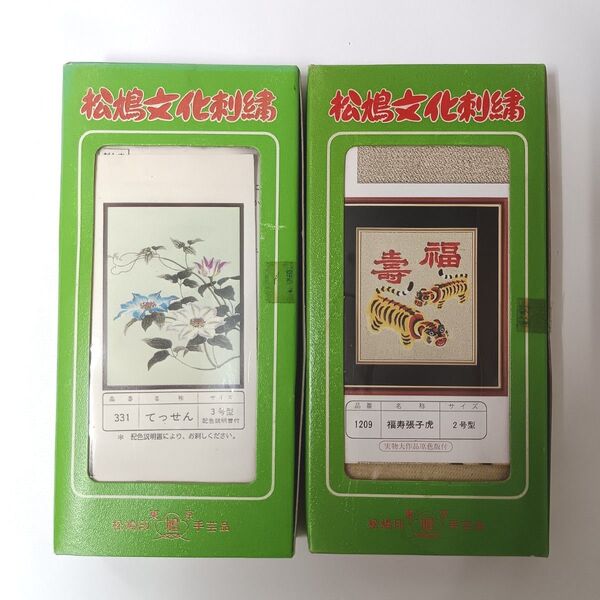 松鳩文化刺繍
品番 名称 サイズ
331 てっせん 3号型
配色説明書付
※ 配色説明書により、お刺しください。
東京
松鳩印 手芸品
松鳩文化刺繍
福
壽
品番 名称 サイズ
1209 福寿張子虎 2号型
実物大作品原色版付
東京
松鳩印 手芸品